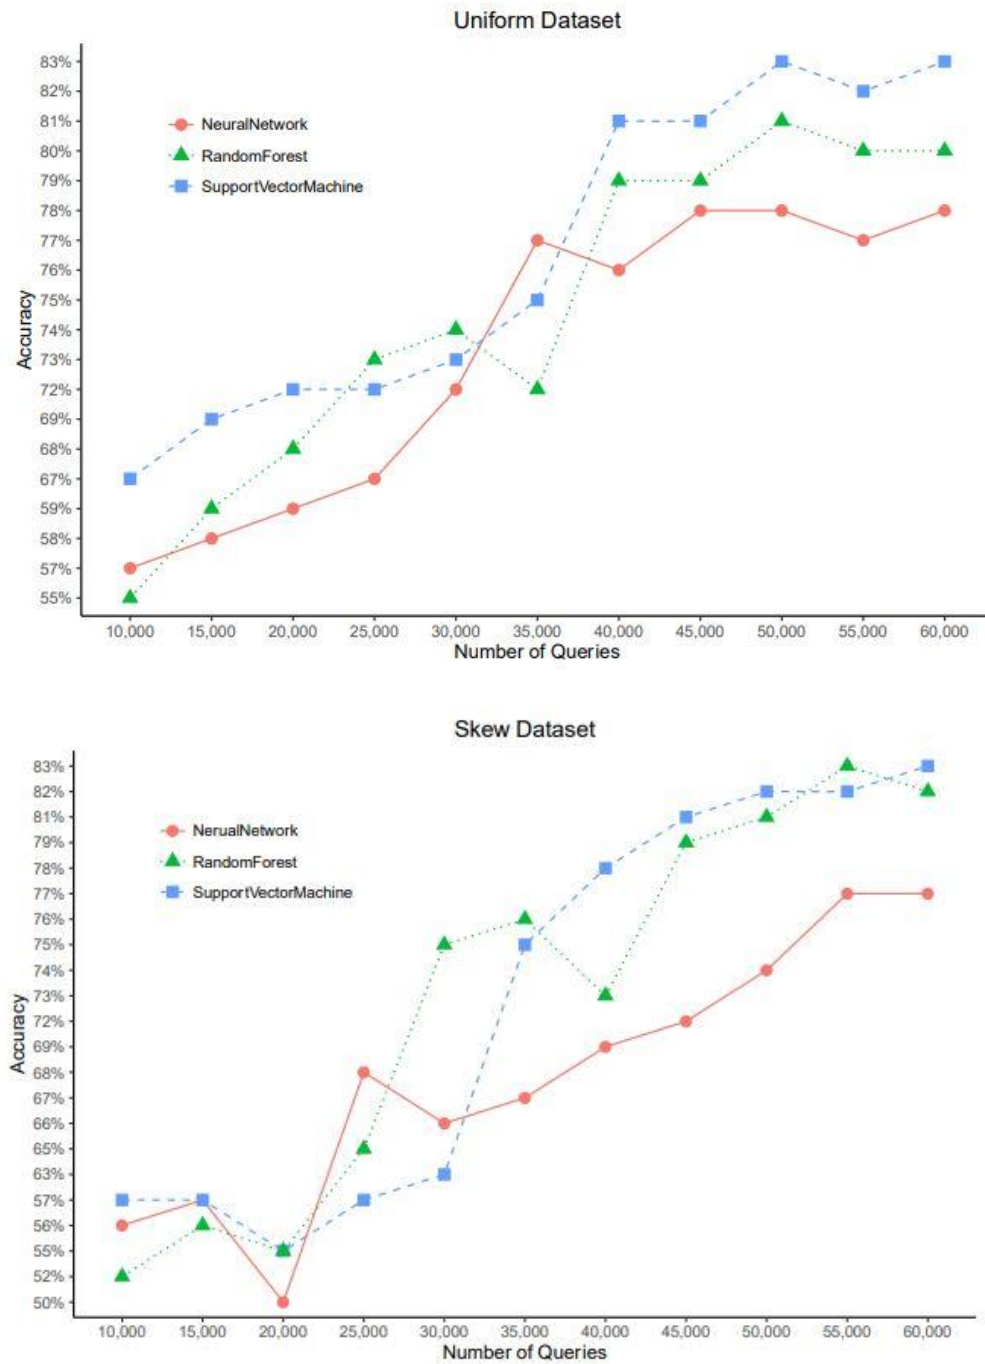 Uniform Dataset
83%
82%
81%
80%
79%
78%
77%
76%
75%
74%
73%
72%
69%
68%
67%
59%
58%
57%
55%
Accuracy
NeuralNetwork
RandomForest
SupportVectorMachine
10,000 15,000 20,000 25,000 30,000 35,000 40,000 45,000 50,000 55,000 60,000
Number of Queries
Skew Dataset
83%
82%
81%
79%
78%
77%
76%
75%
74%
73%
72%
69%
68%
67%
66%
65%
63%
57%
56%
55%
52%
50%
Accuracy
NerualNetwork
RandomForest
SupportVectorMachine
10,000 15,000 20,000 25,000 30,000 35,000 40,000 45,000 50,000 55,000 60,000
Number of Queries